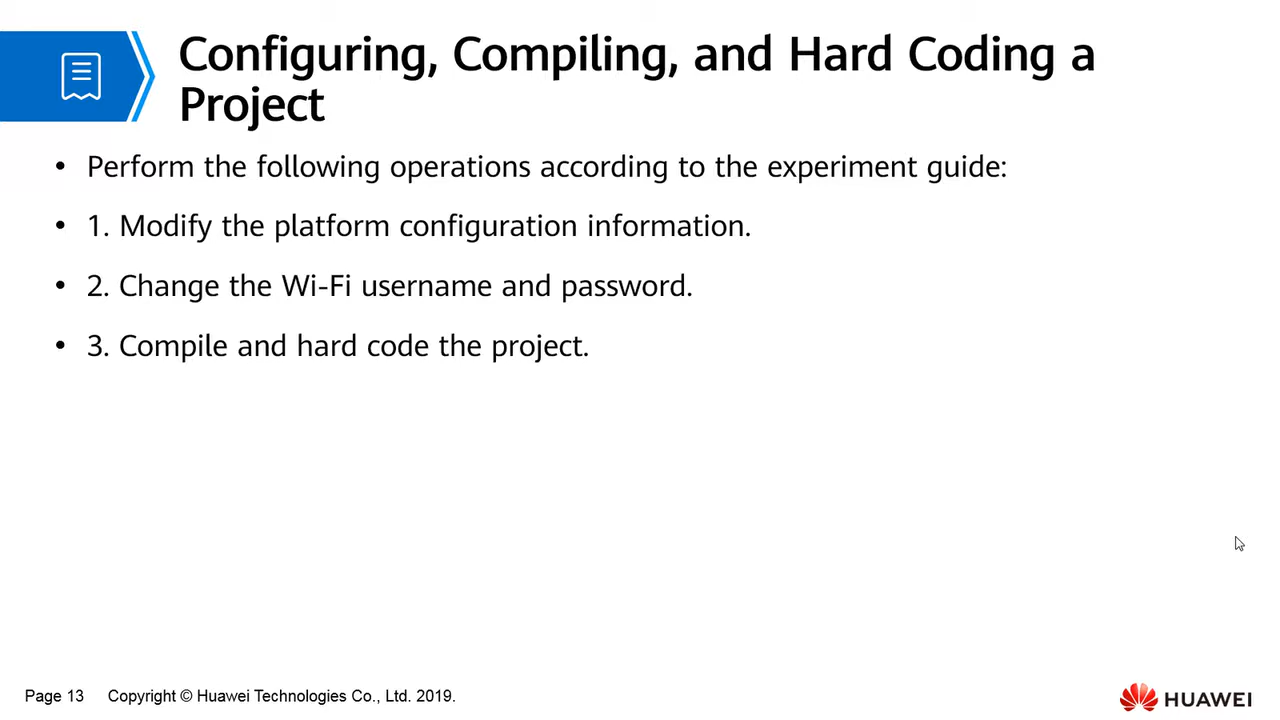 Configuring, Compiling, and Hard Coding a
Project
• Perform the following operations according to the experiment guide:
• 1. Modify the platform configuration information.
• 2. Change the Wi-Fi username and password.
• 3. Compile and hard code the project.
Page 13 Copyright © Huawei Technologies Co., Ltd. 2019.
HUAWEI